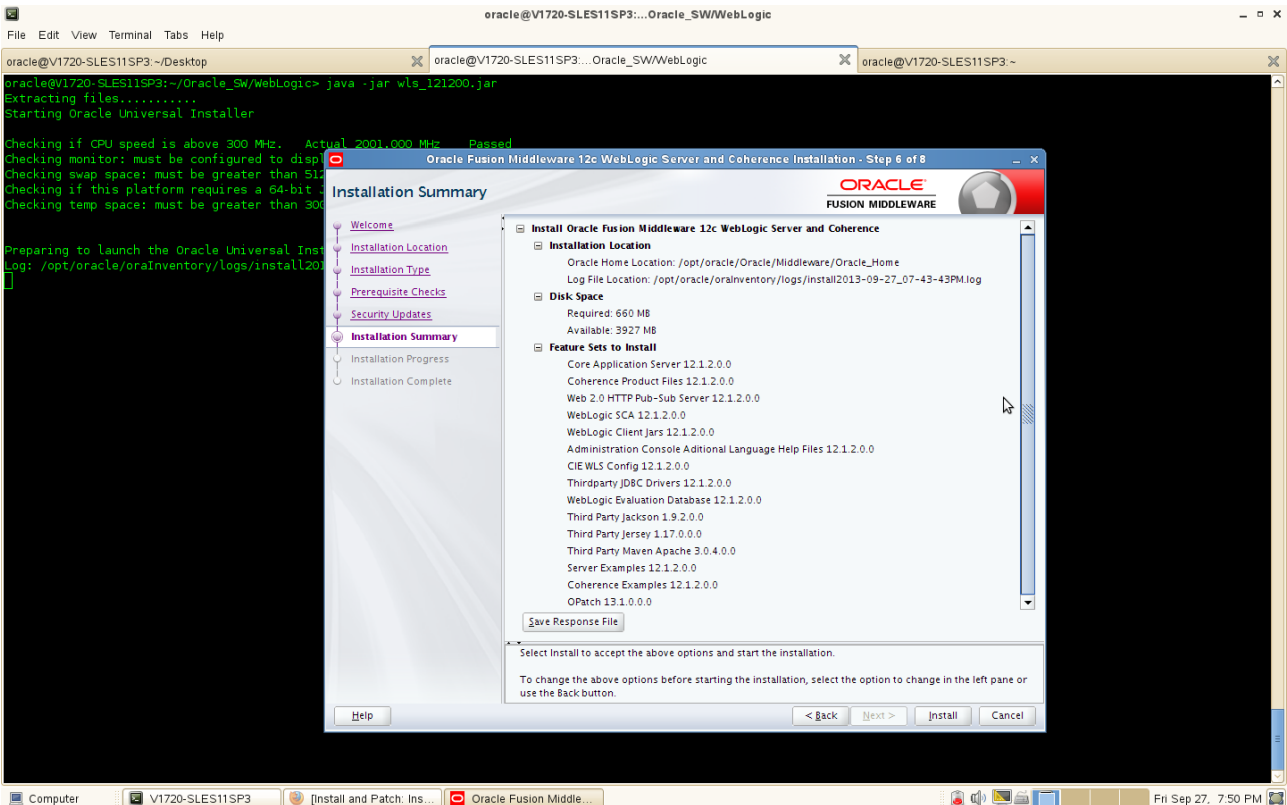 oracle@V1720-SLES11SP3:...Oracle_SW/WebLogic
File Edit View Terminal Tabs Help
oracle@V1720-SLES11SP3:~/Desktop
oracle@V1720-SLES11SP3:...Oracle_SW/WebLogic
oracle@V1720-SLES11SP3:~
oracle@V1720-SLES11SP3:~/Oracle_SW/WebLogic> java -jar wls_121200.jar
Extracting files...........
Starting Oracle Universal Installer
Checking if CPU speed is above 300 MHz. Actual 2001.000 MHz Passed
Checking monitor: must be configured to displ
Checking swap space: must be greater than 512
Checking if this platform requires a 64-bit J
Checking temp space: must be greater than 300
Preparing to launch the Oracle Universal Inst
Log: /opt/oracle/oraInventory/logs/install201
Oracle Fusion Middleware 12c WebLogic Server and Coherence Installation - Step 6 of 8
Installation Summary
ORACLE
FUSION MIDDLEWARE
Welcome
Installation Location
Installation Type
Prerequisite Checks
Security Updates
Installation Summary
Installation Progress
Installation Complete
Install Oracle Fusion Middleware 12c WebLogic Server and Coherence
Installation Location
Oracle Home Location: /opt/oracle/Oracle/Middleware/Oracle_Home
Log File Location: /opt/oracle/oraInventory/logs/install2013-09-27_07-43-43PM.log
Disk Space
Required: 660 MB
Available: 3927 MB
Feature Sets to Install
Core Application Server 12.1.2.0.0
Coherence Product Files 12.1.2.0.0
Web 2.0 HTTP Pub-Sub Server 12.1.2.0.0
WebLogic SCA 12.1.2.0.0
WebLogic Client Jars 12.1.2.0.0
Administration Console Aditional Language Help Files 12.1.2.0.0
CIE WLS Config 12.1.2.0.0
Thirdparty JDBC Drivers 12.1.2.0.0
WebLogic Evaluation Database 12.1.2.0.0
Third Party Jackson 1.9.2.0.0
Third Party Jersey 1.17.0.0.0
Third Party Maven Apache 3.0.4.0.0
Server Examples 12.1.2.0.0
Coherence Examples 12.1.2.0.0
OPatch 13.1.0.0.0
Save Response File
Select Install to accept the above options and start the installation.
To change the above options before starting the installation, select the option to change in the left pane or
use the Back button.
Help
< Back
Next >
Install
Cancel
Computer
V1720-SLES11SP3
[Install and Patch: Ins...
Oracle Fusion Middle...
Fri Sep 27, 7:50 PM